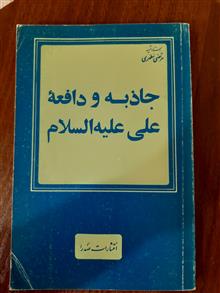 مرتضی مطهری
جاذبه و دافعهٔ
علی علیه‌السلام
انتشارات صدرا